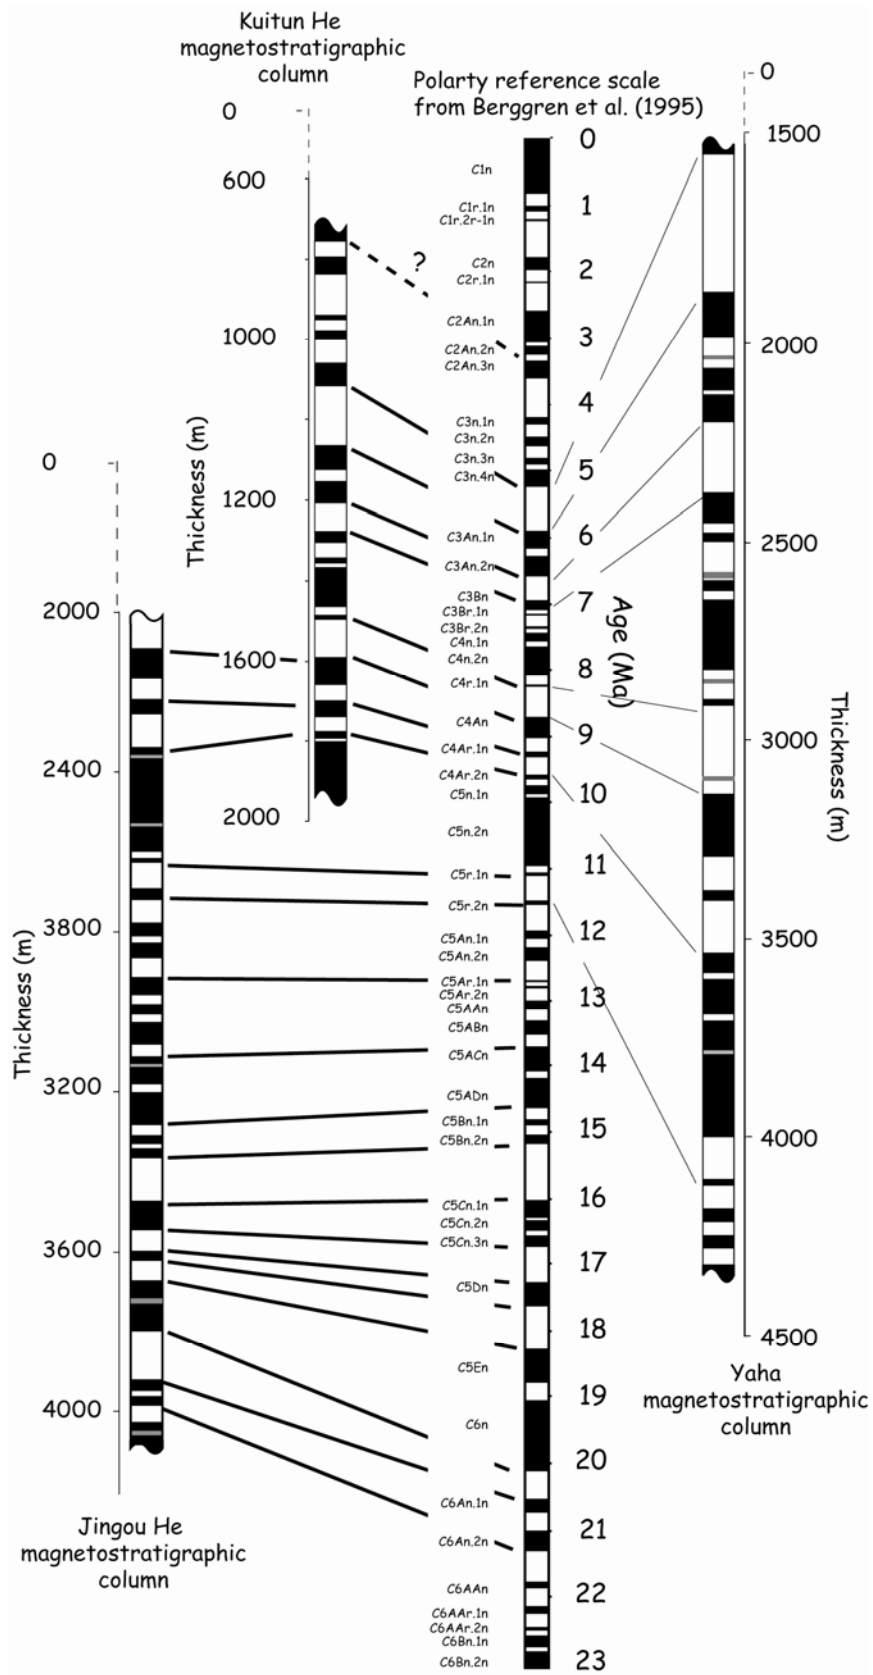 Kuitun He
magnetostratigraphic
column
Polarty reference scale
from Berggren et al. (1995)
0
600
1000
1200
1600
2000
Thickness (m)
?
0
2000
2400
3800
3200
3600
4000
Thickness (m)
Jingou He
magnetostratigraphic
column
C1n
C1r.1n
C1r.2r-1n
C2n
C2r.1n
C2An.1n
C2An.2n
C2An.3n
C3n.1n
C3n.2n
C3n.3n
C3n.4n
C3An.1n
C3An.2n
C3Bn
C3Br.1n
C3Br.2n
C4n.1n
C4n.2n
C4r.1n
C4An
C4Ar.1n
C4Ar.2n
C5n.1n
C5n.2n
C5r.1n
C5r.2n
C5An.1n
C5An.2n
C5Ar.1n
C5Ar.2n
C5AAn
C5ABn
C5ACn
C5ADn
C5Bn.1n
C5Bn.2n
C5Cn.1n
C5Cn.2n
C5Cn.3n
C5Dn
C5En
C6n
C6An.1n
C6An.2n
C6AAn
C6AAr.1n
C6AAr.2n
C6Bn.1n
C6Bn.2n
0
1
2
3
4
5
6
7
8
9
10
11
12
13
14
15
16
17
18
19
20
21
22
23
Age (Ma)
0
1500
2000
2500
3000
3500
4000
4500
Thickness (m)
Yaha
magnetostratigraphic
column